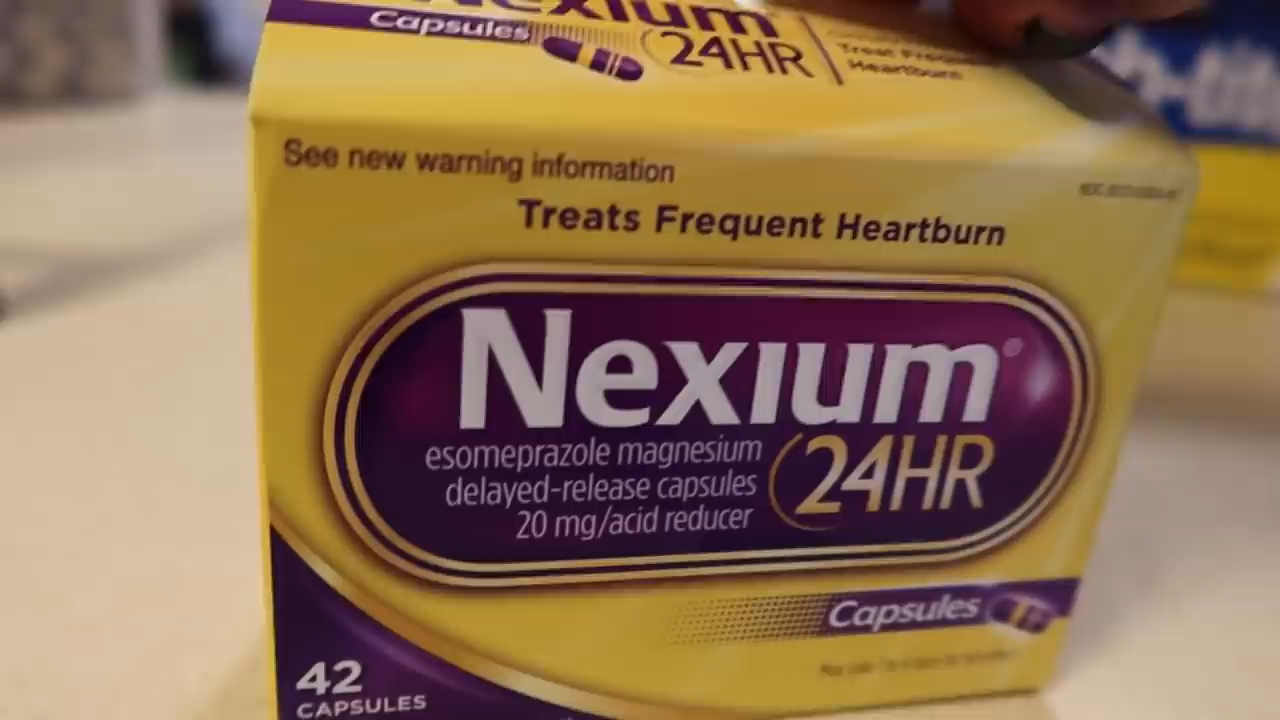 Nexium
Capsules
24HR
Treat Frequent
Heartburn
See new warning information
Treats Frequent Heartburn
Nexium®
esomeprazole magnesium
delayed-release capsules
20 mg/acid reducer
24HR
Capsules
42
CAPSULES